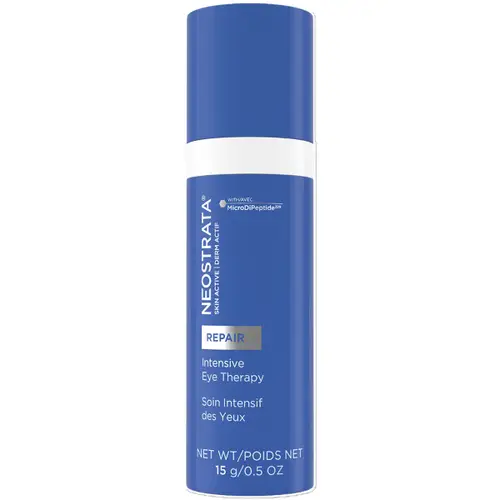 WITH/AVEC
MicroDiPeptide™
NEOSTRATA®
SKIN ACTIVE | DERM ACTIF
REPAIR
Intensive
Eye Therapy
Soin Intensif
des Yeux
NET WT/POIDS NET
15 g/0.5 OZ